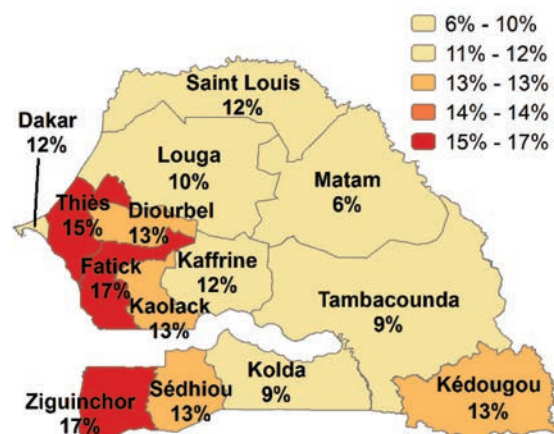 6% - 10%
11% - 12%
13% - 13%
14% - 14%
15% - 17%
Saint Louis
12%
Dakar
12%
Louga
10%
Matam
6%
Thiès
15%
Diourbel
13%
Fatick
17%
Kaffrine
12%
Kaolack
13%
Tambacounda
9%
Ziguinchor
17%
Sédhiou
13%
Kolda
9%
Kédougou
13%